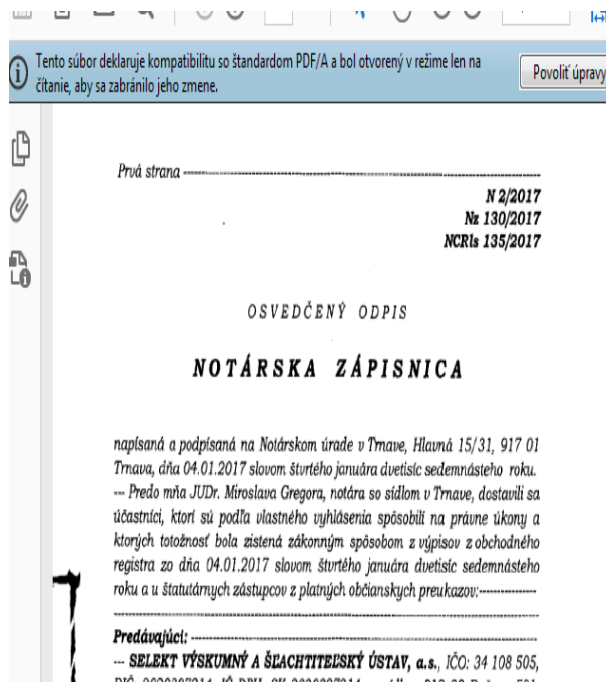 Tento súbor deklaruje kompatibilitu so štandardom PDF/A a bol otvorený v režime len na
čítanie, aby sa zabránilo jeho zmene.
Povoliť úpravy
Prvá strana
N 2/2017
Nz 130/2017
NCRls 135/2017
OSVEDČENÝ ODPIS
NOTÁRSKA ZÁPISNICA
napísaná a podpísaná na Notárskom úrade v Trnave, Hlavná 15/31, 917 01
Trnava, dňa 04.01.2017 slovom štvrtého januára dvetisíc sedemnásteho roku.
--- Predo mňa JUDr. Miroslava Gregora, notára so sídlom v Trnave, dostavili sa
účastníci, ktorí sú podľa vlastného vyhlásenia spôsobilí na právne úkony a
ktorých totožnosť bola zistená zákonným spôsobom z výpisov z obchodného
registra zo dňa 04.01.2017 slovom štvrtého januára dvetisíc sedemnásteho
roku a u štatutárnych zástupcov z platných občianskych preukazov:
Predávajúci:
--- SELEKT VÝSKUMNÝ A ŠĽACHTITEĽSKÝ ÚSTAV, a.s., IČO: 34 108 505,